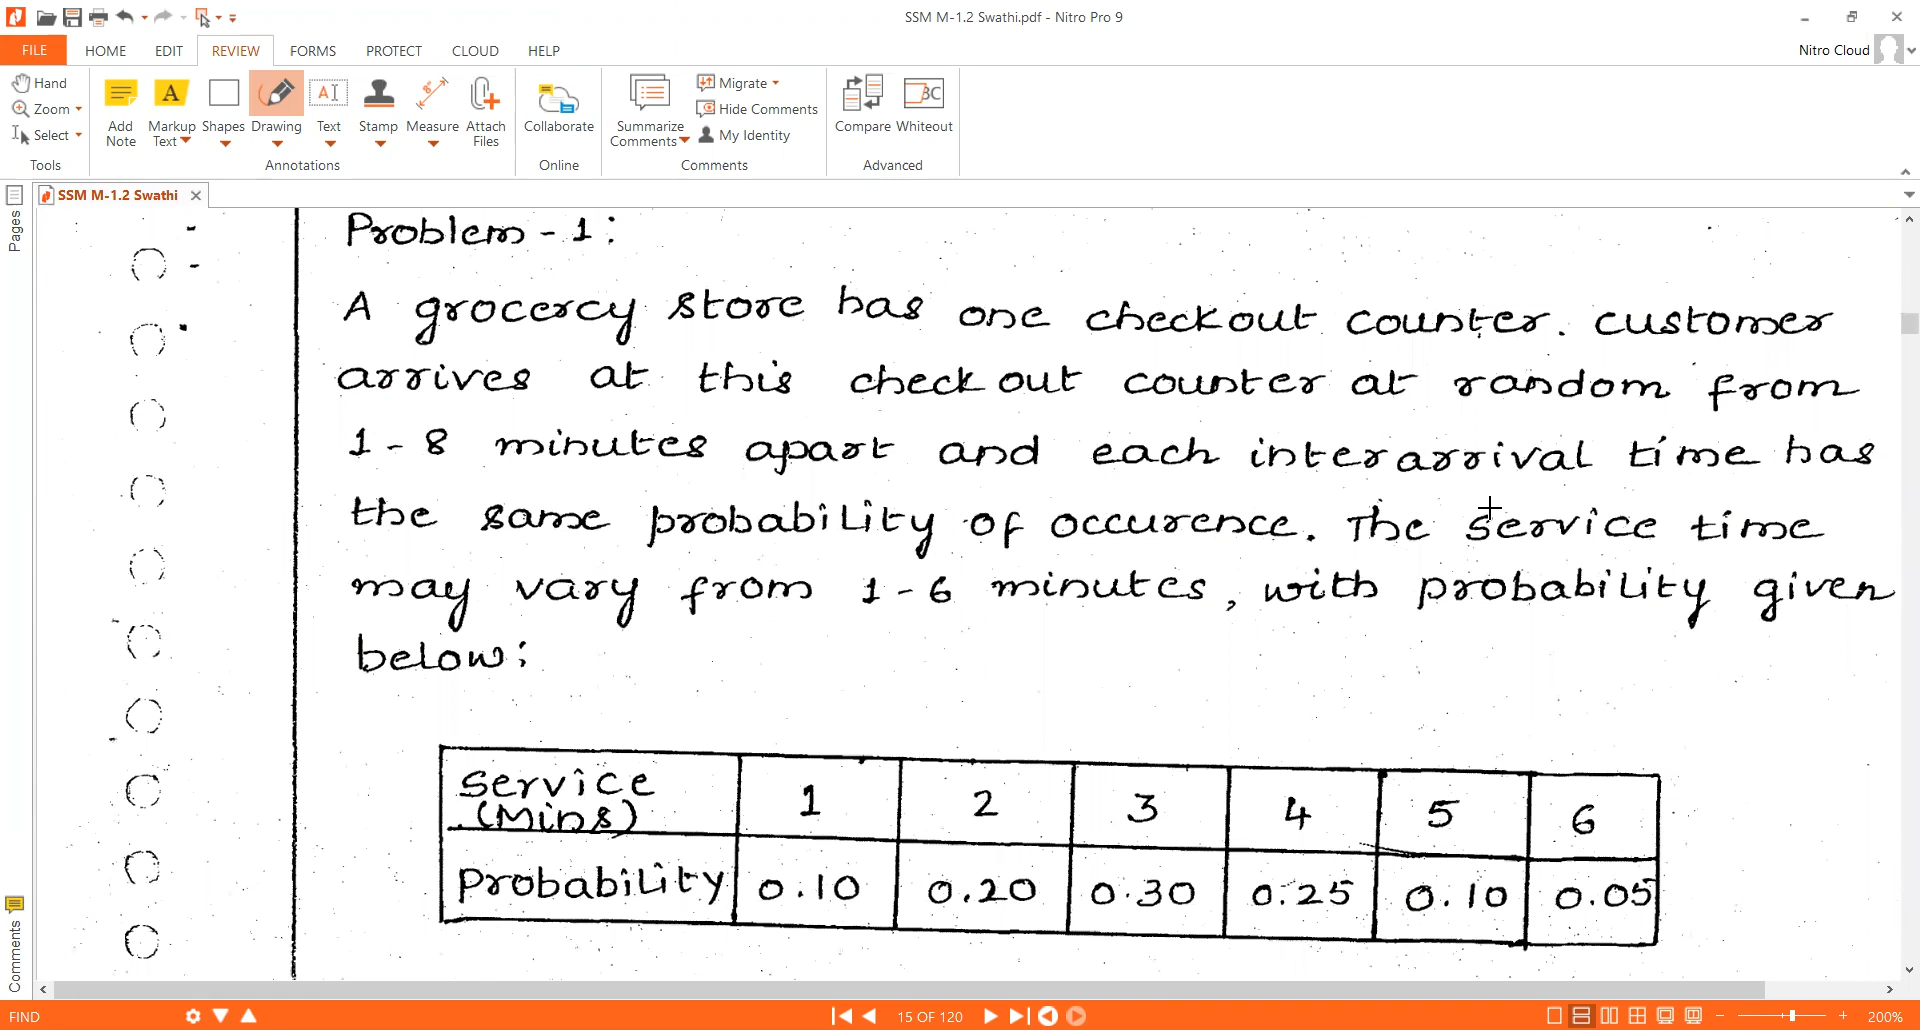 SSM M-1.2 Swathi.pdf - Nitro Pro 9
FILE HOME EDIT REVIEW FORMS PROTECT CLOUD HELP
Nitro Cloud
Hand
Zoom
Select
Tools
Add Note
Markup Text
Shapes
Drawing
Text
Stamp
Measure
Attach Files
Annotations
Collaborate
Online
Summarize Comments
Migrate
Hide Comments
My Identity
Comments
Compare
Whiteout
Advanced
SSM M-1.2 Swathi
Pages
Problem - 1:
A grocercy store has one checkout counter. customer
arrives at this check out counter at random from
1 - 8 minutes apart and each interarrival time has
the same probability of occurence. The service time
may vary from 1 - 6 minutes, with probability given
below:
Service (Mins) 1 2 3 4 5 6
Probability 0.10 0.20 0.30 0.25 0.10 0.05
Comments
FIND
15 OF 120
200%